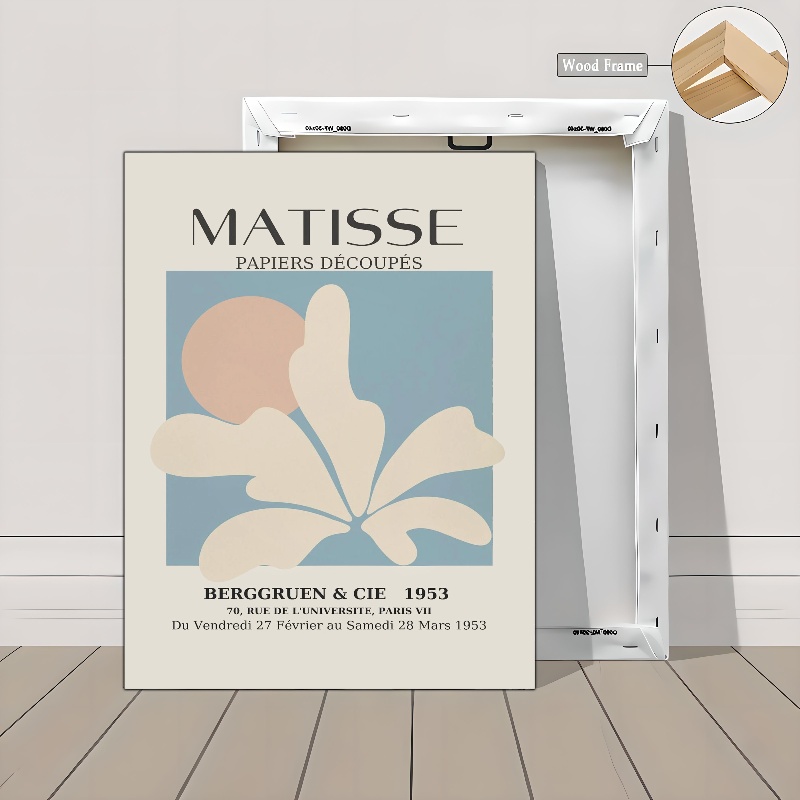 Wood Frame
MATISSE
PAPIERS DÉCOUPÉS
BERGGRUEN & CIE 1953
70, RUE DE L'UNIVERSITE, PARIS VII
Du Vendredi 27 Février au Samedi 28 Mars 1953